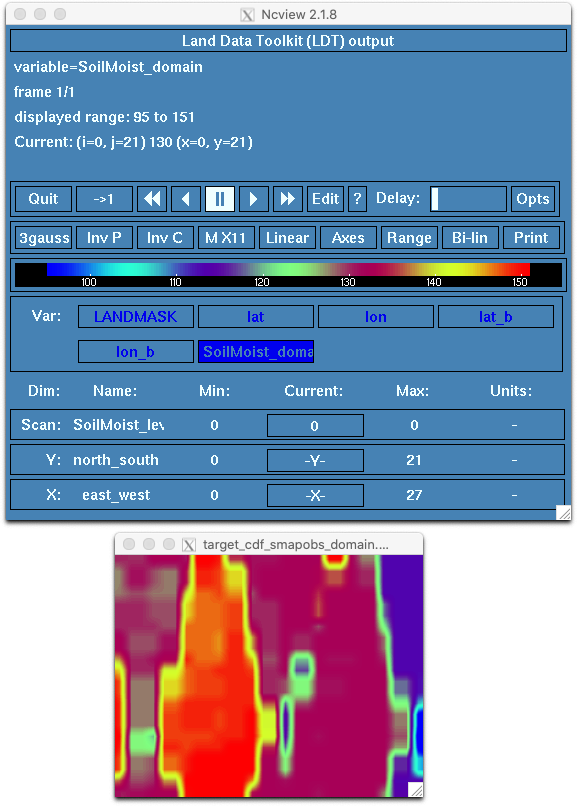 Ncview 2.1.8
Land Data Toolkit (LDT) output
variable=SoilMoist_domain
frame 1/1
displayed range: 95 to 151
Current: (i=0, j=21) 130 (x=0, y=21)
Quit ->1 Edit ? Delay: Opts
3gauss Inv P Inv C M X11 Linear Axes Range Bi-lin Print
100 110 120 130 140 150
Var: LANDMASK lat lon lat_b
lon_b SoilMoist_doma
Dim: Name: Min: Current: Max: Units:
Scan: SoilMoist_lev 0 0 0 -
Y: north_south 0 -Y- 21 -
X: east_west 0 -X- 27 -
target_cdf_smapobs_domain....